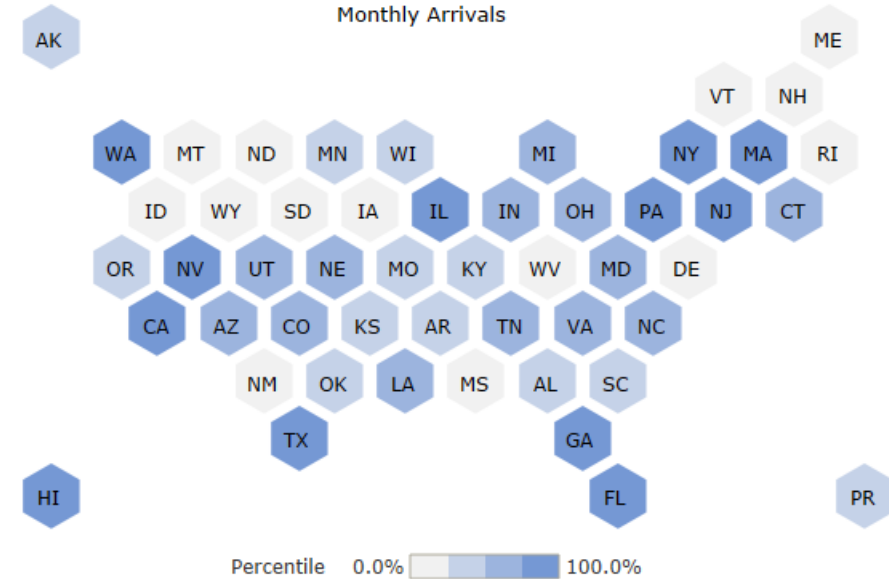 Monthly Arrivals
AK ME
VT NH
WA MT ND MN WI MI NY MA RI
ID WY SD IA IL IN OH PA NJ CT
OR NV UT NE MO KY WV MD DE
CA AZ CO KS AR TN VA NC
NM OK LA MS AL SC
TX GA
HI FL PR
Percentile 0.0% 100.0%